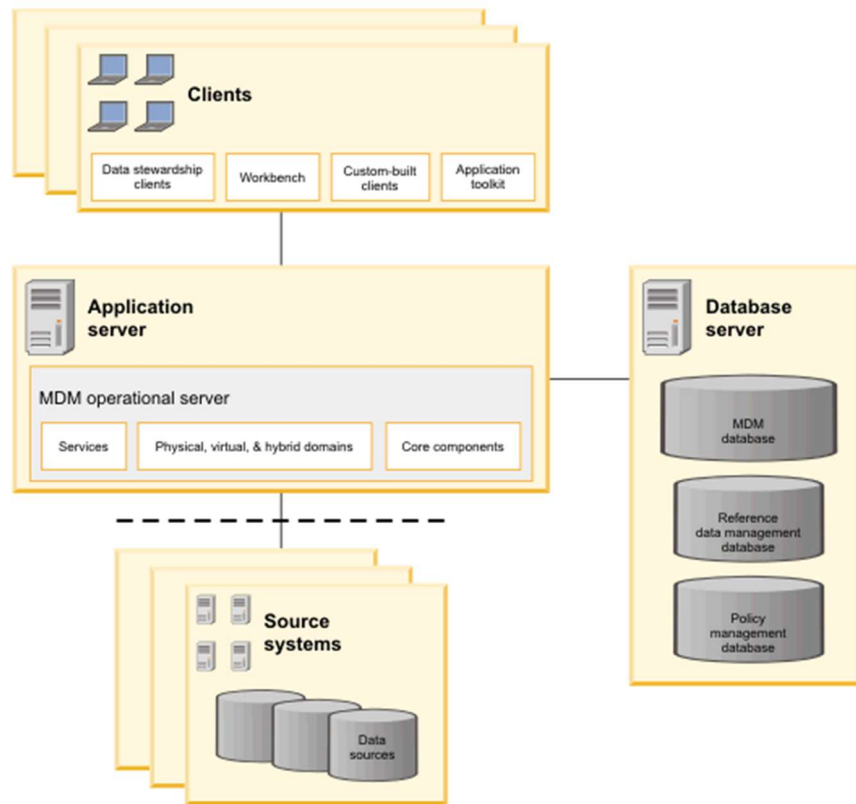 Clients
Data stewardship
clients
Workbench
Custom-built
clients
Application
toolkit
Application
server
MDM operational server
Services
Physical, virtual, & hybrid domains
Core components
Database
server
MDM
database
Reference
data management
database
Policy
management
database
Source
systems
Data
sources